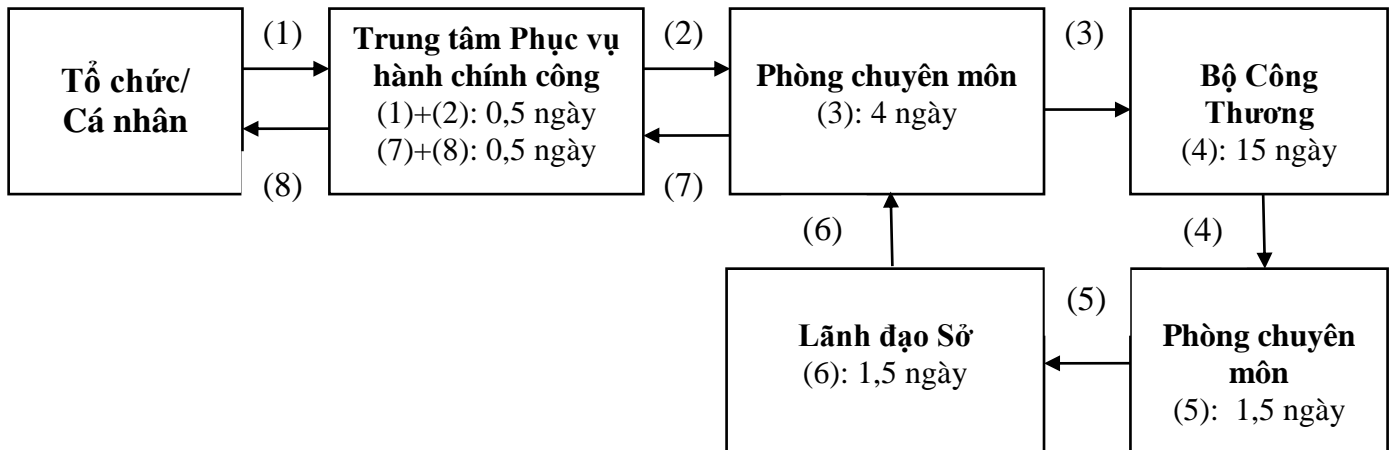 (1)
(2)
(3)
Tổ chức/
Cá nhân
Trung tâm Phục vụ
hành chính công
(1)+(2): 0,5 ngày
(7)+(8): 0,5 ngày
Phòng chuyên môn
(3): 4 ngày
Bộ Công
Thương
(4): 15 ngày
(8)
(7)
(6)
(4)
Lãnh đạo Sở
(6): 1,5 ngày
(5)
Phòng chuyên
môn
(5): 1,5 ngày